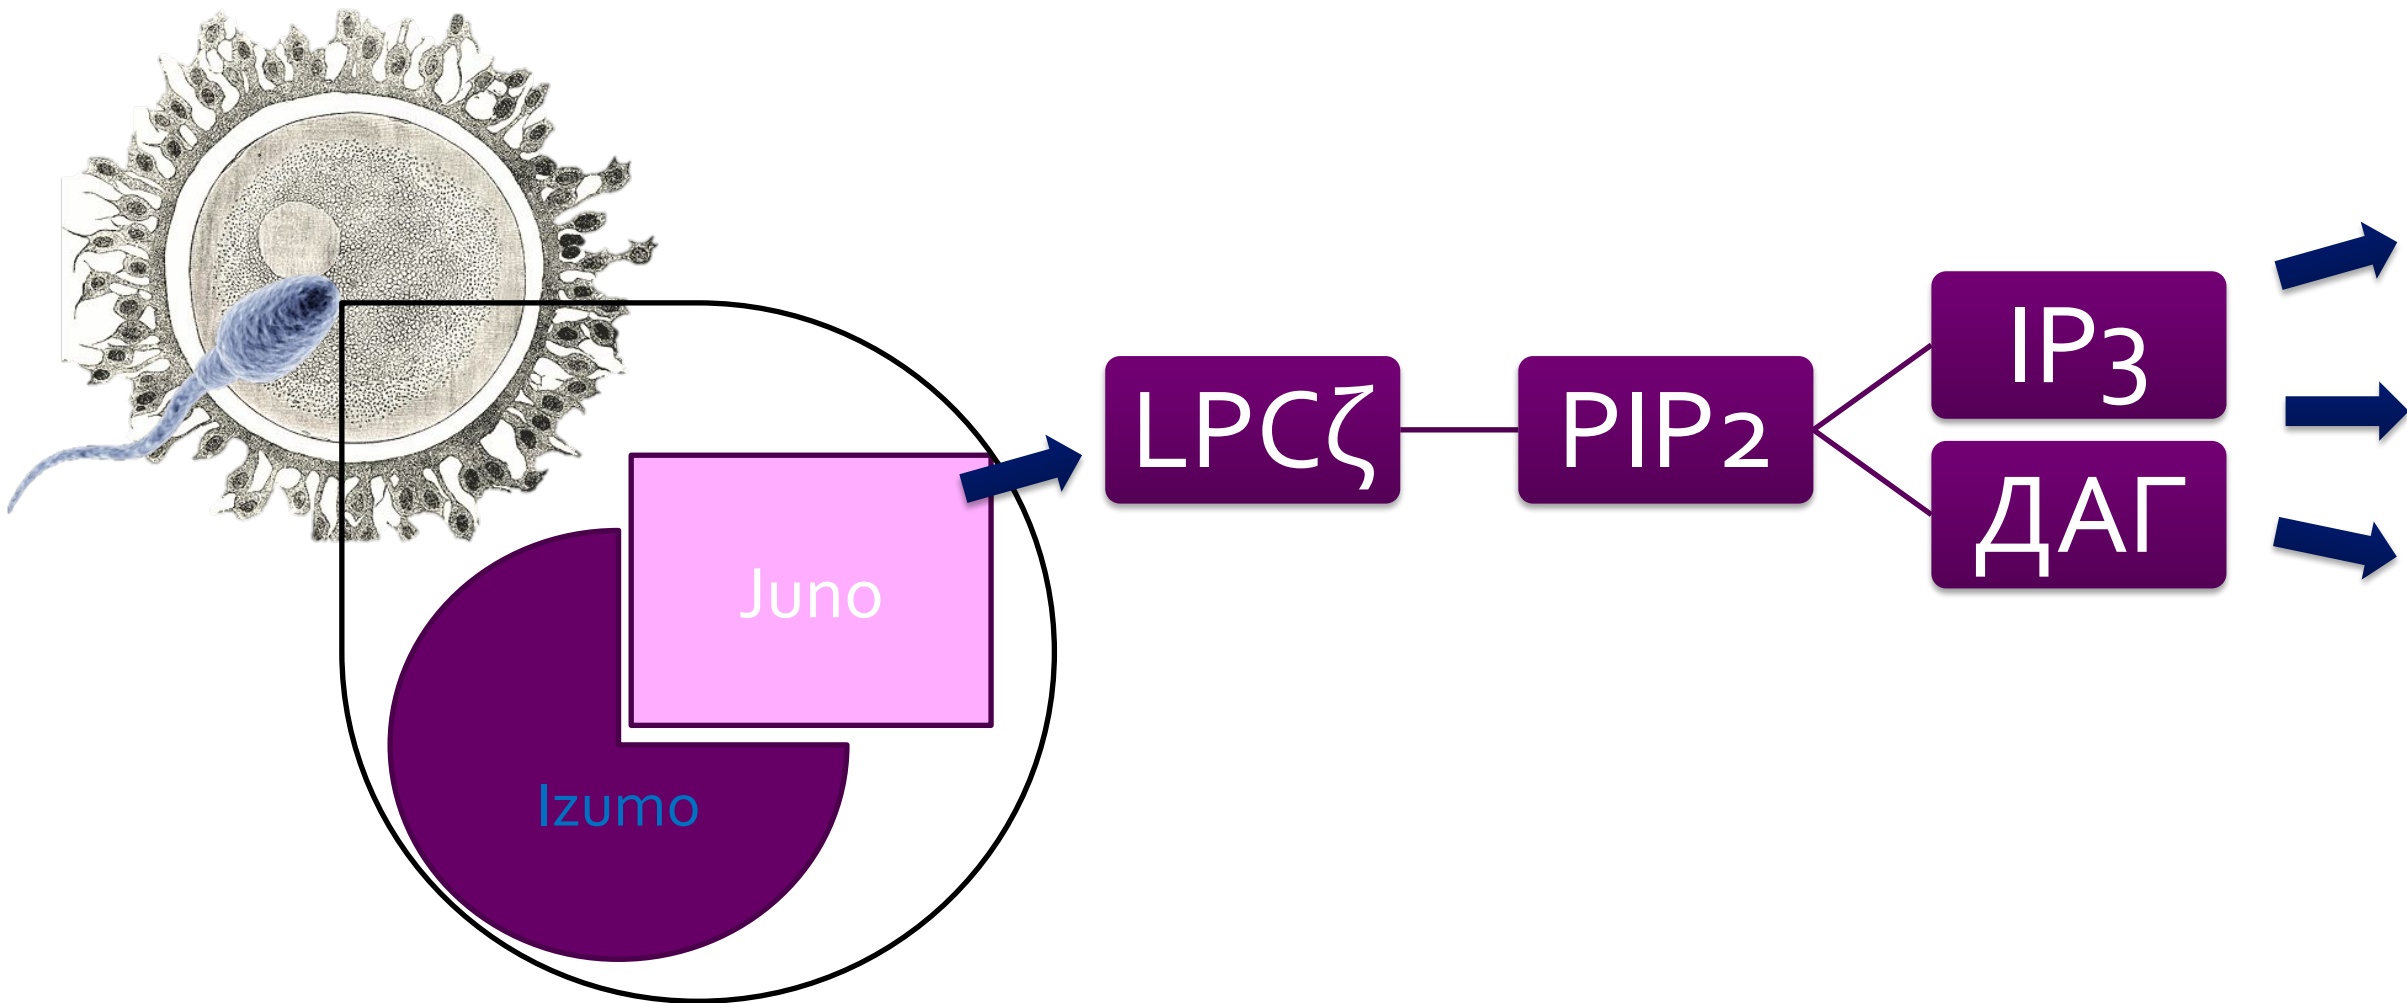 Juno
Izumo
LPCζ
PIP2
IP3
ДАГ